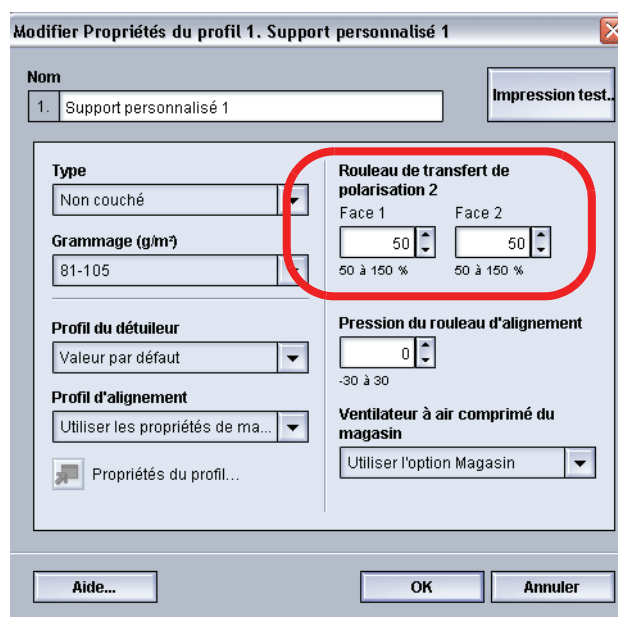 Modifier Propriétés du profil 1. Support personnalisé 1
Nom
1. Support personnalisé 1
Impression test..
Type
Non couché
Grammage (g/m²)
81-105
Profil du détuileur
Valeur par défaut
Profil d'alignement
Utiliser les propriétés de ma...
Propriétés du profil...
Rouleau de transfert de
polarisation 2
Face 1 Face 2
50 50
50 à 150 % 50 à 150 %
Pression du rouleau d'alignement
0
-30 à 30
Ventilateur à air comprimé du
magasin
Utiliser l'option Magasin
Aide... OK Annuler